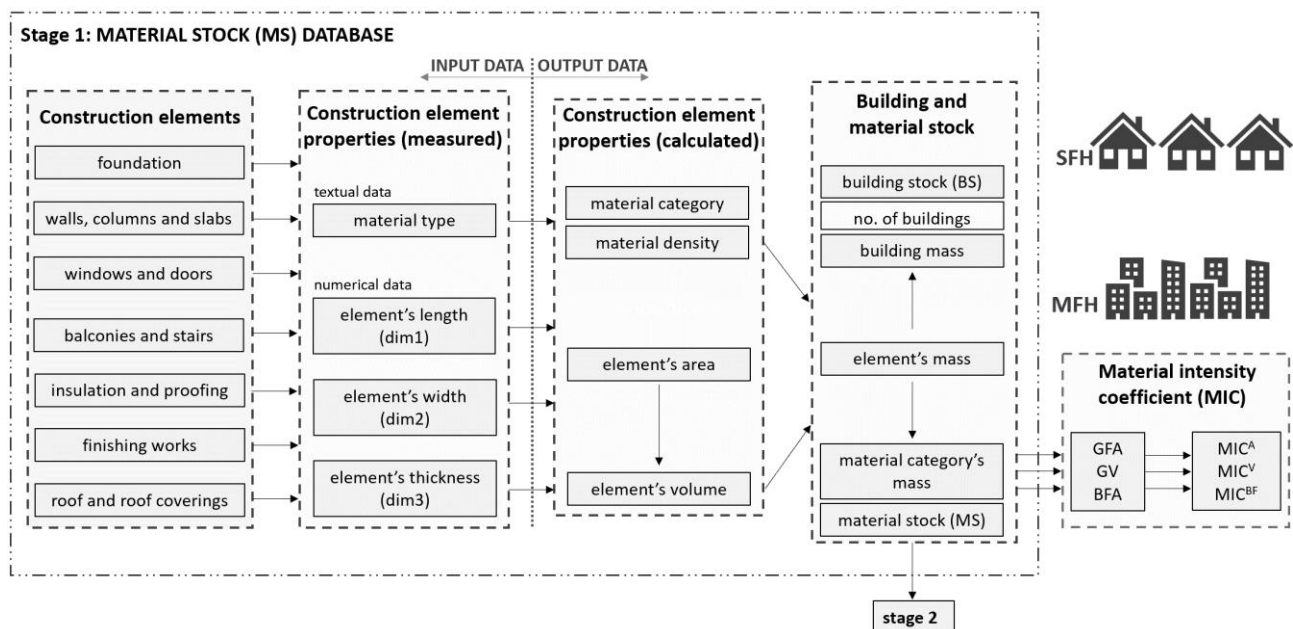 Stage 1: MATERIAL STOCK (MS) DATABASE
INPUT DATA
OUTPUT DATA
Construction elements
foundation
walls, columns and slabs
windows and doors
balconies and stairs
insulation and proofing
finishing works
roof and roof coverings
Construction element
properties (measured)
textual data
material type
numerical data
element’s length
(dim1)
element’s width
(dim2)
element’s thickness
(dim3)
Construction element
properties (calculated)
material category
material density
element’s area
element’s volume
Building and
material stock
building stock (BS)
no. of buildings
building mass
element’s mass
material category’s
mass
material stock (MS)
stage 2
SFH
MFH
Material intensity
coefficient (MIC)
GFA
GV
BFA
MICᴬ
MICⱽ
MICᴮᶠ